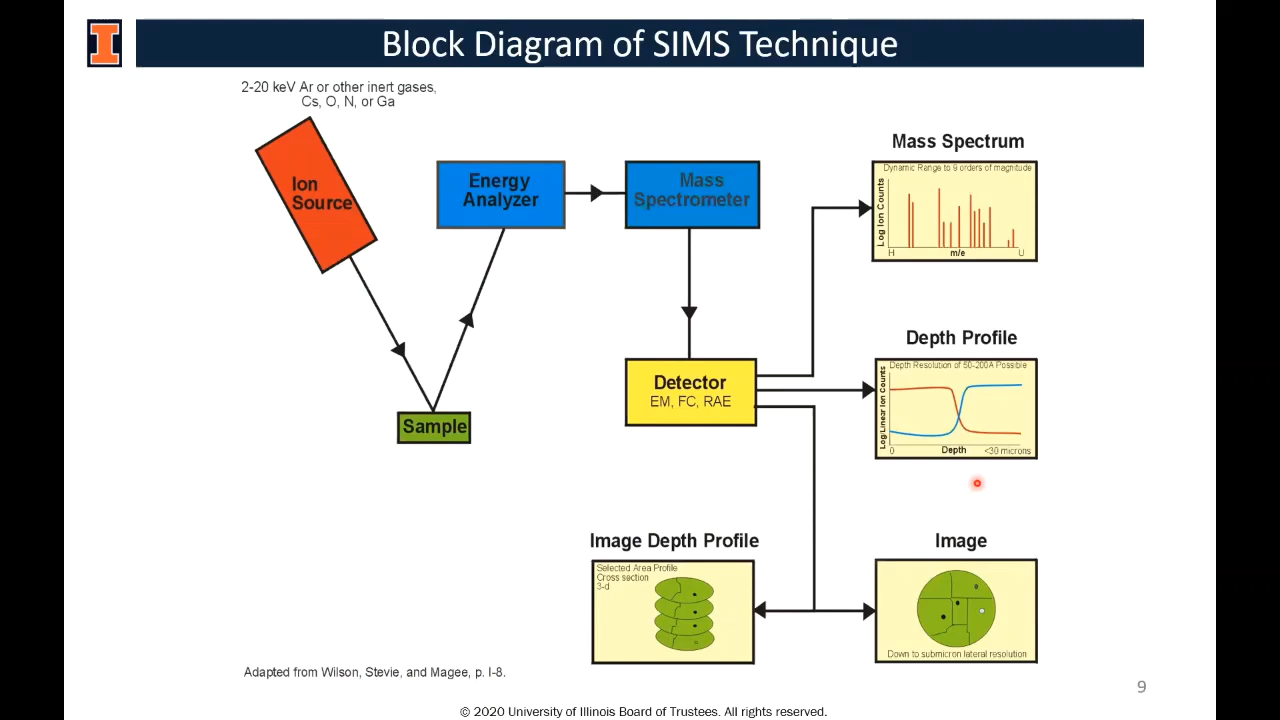 Block Diagram of SIMS Technique
2-20 keV Ar or other inert gases,
Cs, O, N, or Ga
Ion
Source
Energy
Analyzer
Mass
Spectrometer
Sample
Detector
EM, FC, RAE
Mass Spectrum
Dynamic Range to 9 orders of magnitude
Log Ion Counts
H m/e U
Depth Profile
Depth Resolution of 50-200A Possible
Log/Linear Ion Counts
0 Depth <30 microns
Image Depth Profile
Selected Area Profile
Cross section
3-d
Image
Down to submicron lateral resolution
Adapted from Wilson, Stevie, and Magee, p. I-8.
9
© 2020 University of Illinois Board of Trustees. All rights reserved.